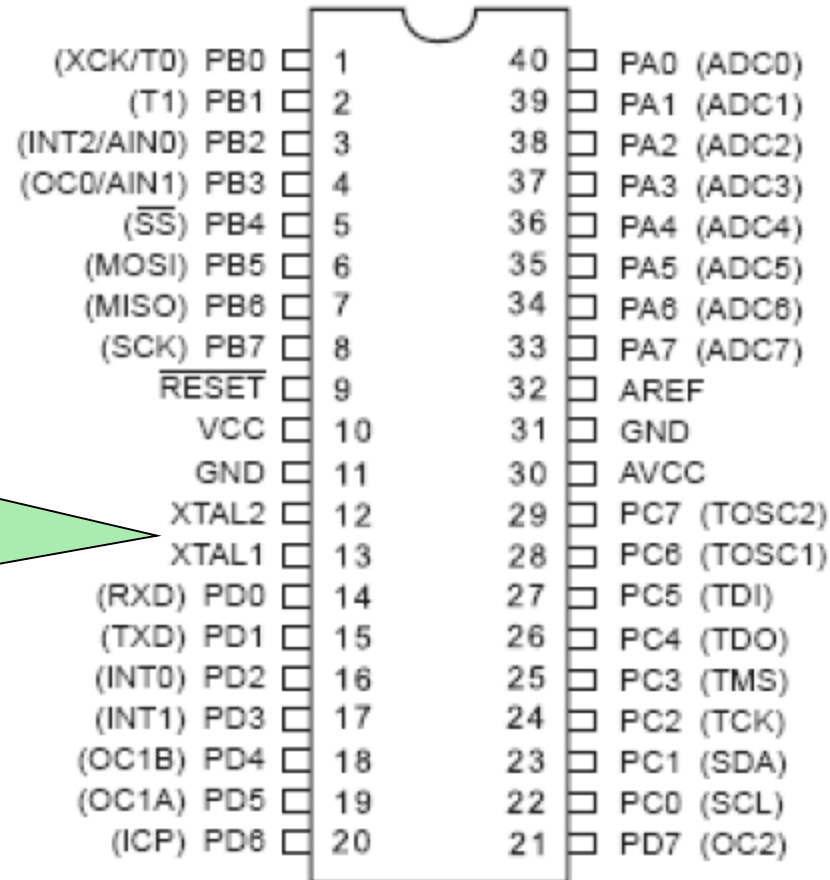 (XCK/T0) PB0 1 40 PA0 (ADC0)
(T1) PB1 2 39 PA1 (ADC1)
(INT2/AIN0) PB2 3 38 PA2 (ADC2)
(OC0/AIN1) PB3 4 37 PA3 (ADC3)
(S̅S̅) PB4 5 36 PA4 (ADC4)
(MOSI) PB5 6 35 PA5 (ADC5)
(MISO) PB6 7 34 PA6 (ADC6)
(SCK) PB7 8 33 PA7 (ADC7)
R̅E̅S̅E̅T̅ 9 32 AREF
VCC 10 31 GND
GND 11 30 AVCC
XTAL2 12 29 PC7 (TOSC2)
XTAL1 13 28 PC6 (TOSC1)
(RXD) PD0 14 27 PC5 (TDI)
(TXD) PD1 15 26 PC4 (TDO)
(INT0) PD2 16 25 PC3 (TMS)
(INT1) PD3 17 24 PC2 (TCK)
(OC1B) PD4 18 23 PC1 (SDA)
(OC1A) PD5 19 22 PC0 (SCL)
(ICP) PD6 20 21 PD7 (OC2)